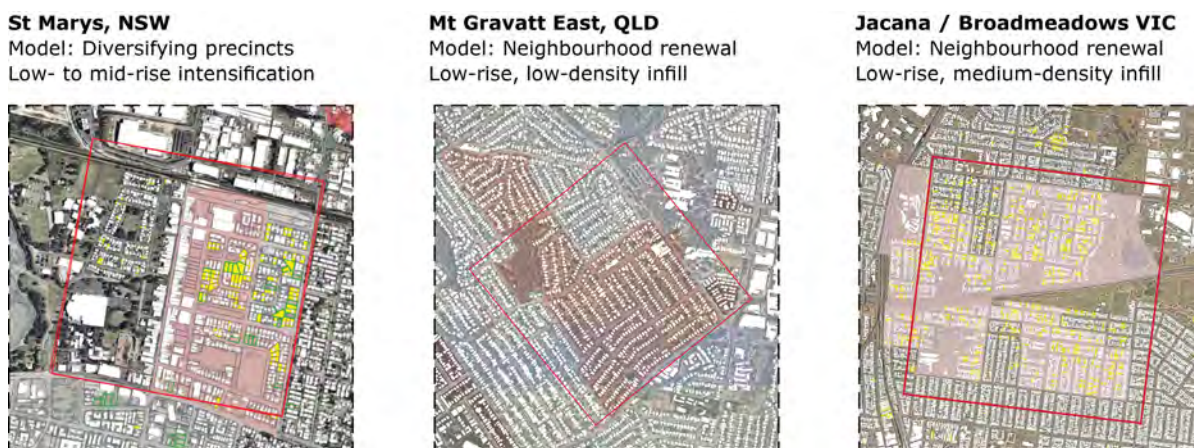 St Marys, NSW
Model: Diversifying precincts
Low- to mid-rise intensification
Mt Gravatt East, QLD
Model: Neighbourhood renewal
Low-rise, low-density infill
Jacana / Broadmeadows VIC
Model: Neighbourhood renewal
Low-rise, medium-density infill